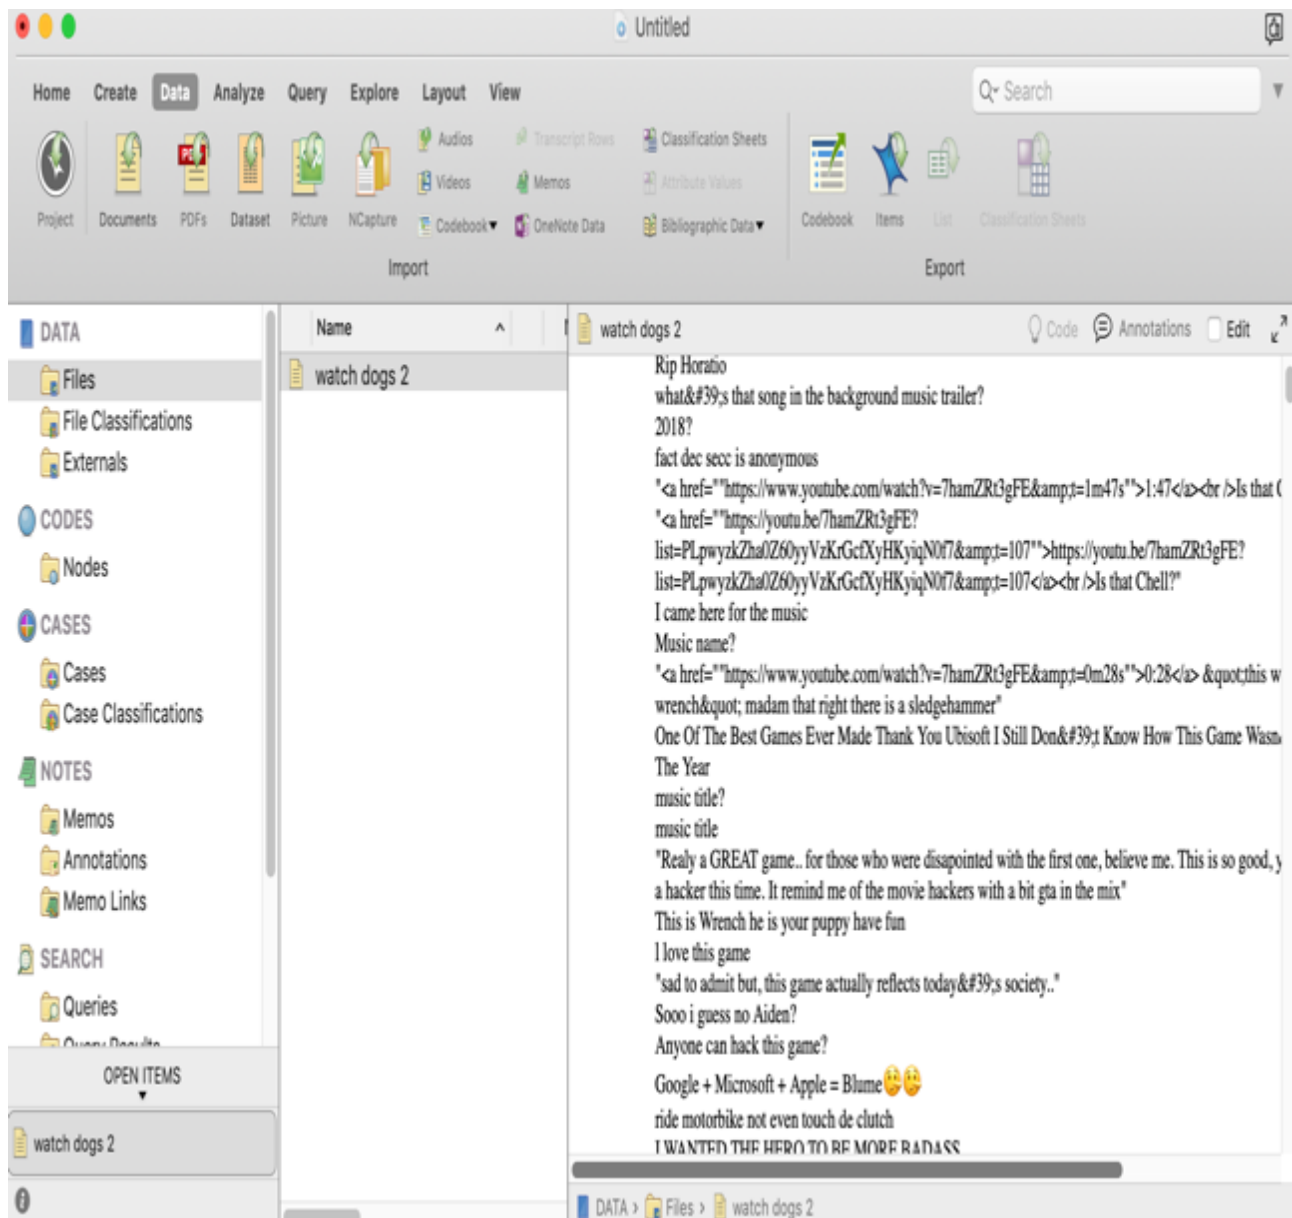 Untitled
Home Create Data Analyze Query Explore Layout View
Search
Project
Documents
PDFs
Dataset
Picture
NCapture
Audios
Videos
Codebook
Transcript Rows
Memos
OneNote Data
Classification Sheets
Attribute Values
Bibliographic Data
Import
Codebook
Items
List
Classification Sheets
Export
DATA
Files
File Classifications
Externals
CODES
Nodes
CASES
Cases
Case Classifications
NOTES
Memos
Annotations
Memo Links
SEARCH
Queries
Query Results
OPEN ITEMS
watch dogs 2
Name
watch dogs 2
watch dogs 2
Code Annotations Edit
Rip Horatio
what&#39;s that song in the background music trailer?
2018?
fact dec secc is anonymous
"<a href=""https://www.youtube.com/watch?v=7hamZRt3gFE&amp;t=1m47s"">1:47</a><br />Is that
"<a href=""https://youtu.be/7hamZRt3gFE?
list=PLpwyzkZha0Z60yyVzKrGcfXyHKyiqN0f7&amp;t=107"">https://youtu.be/7hamZRt3gFE?
list=PLpwyzkZha0Z60yyVzKrGcfXyHKyiqN0f7&amp;t=107</a><br />Is that Chell?"
I came here for the music
Music name?
"<a href=""https://www.youtube.com/watch?v=7hamZRt3gFE&amp;t=0m28s"">0:28</a> &quot;this w
wrench&quot; madam that right there is a sledgehammer"
One Of The Best Games Ever Made Thank You Ubisoft I Still Don&#39;t Know How This Game Wasn
The Year
music title?
music title
"Realy a GREAT game.. for those who were disapointed with the first one, believe me. This is so good, y
a hacker this time. It remind me of the movie hackers with a bit gta in the mix"
This is Wrench he is your puppy have fun
I love this game
"sad to admit but, this game actually reflects today&#39;s society.."
Sooo i guess no Aiden?
Anyone can hack this game?
Google + Microsoft + Apple = Blume🤔🤔
ride motorbike not even touch de clutch
I WANTED THE HERO TO BE MORE BADASS
DATA > Files > watch dogs 2